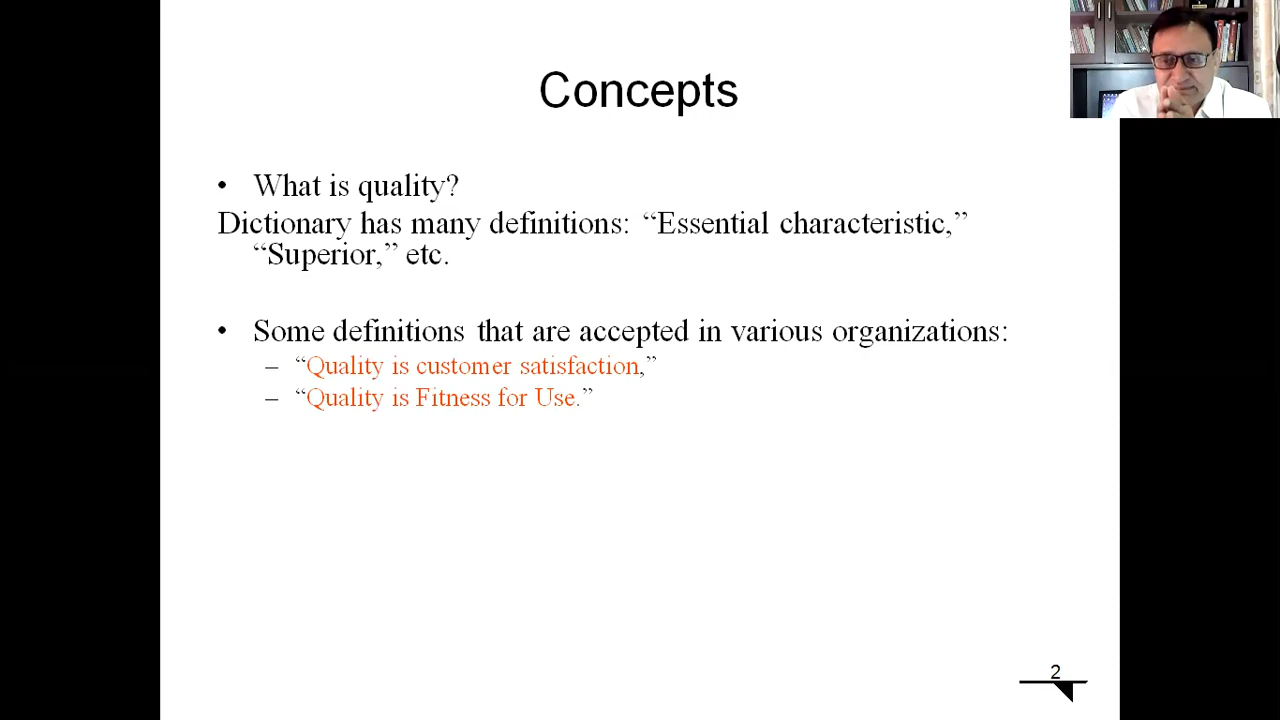 Concepts
• What is quality?
Dictionary has many definitions: “Essential characteristic,”
“Superior,” etc.
• Some definitions that are accepted in various organizations:
– “Quality is customer satisfaction,”
– “Quality is Fitness for Use.”
2